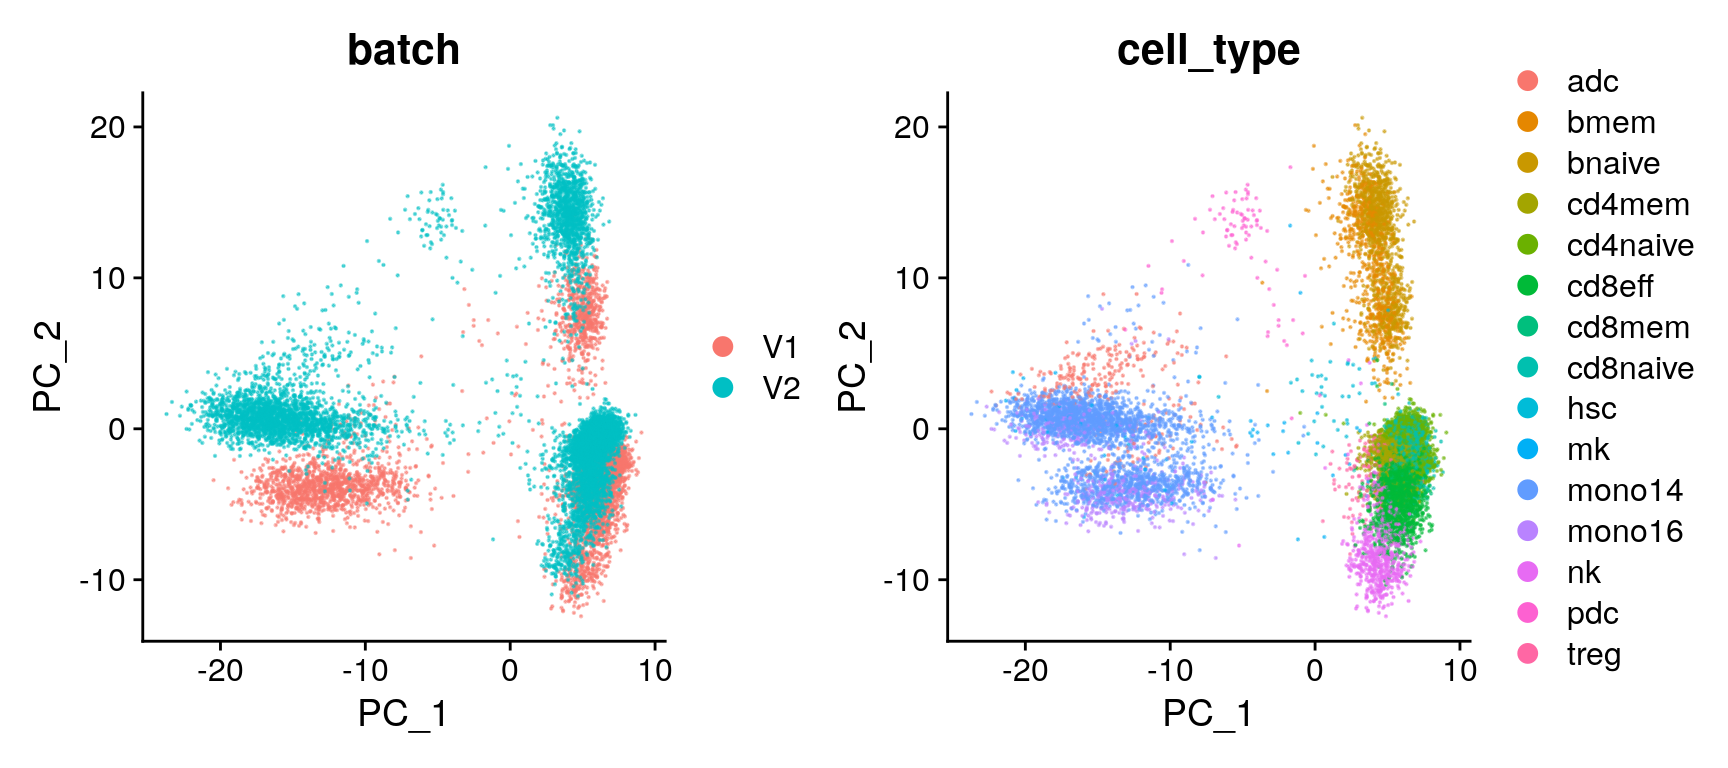 batch
20
10
0
-10
-20
-10
0
10
PC_1
PC_2
V1
V2
cell_type
20
10
0
-10
-20
-10
0
10
PC_1
PC_2
adc
bmem
bnaive
cd4mem
cd4naive
cd8eff
cd8mem
cd8naive
hsc
mk
mono14
mono16
nk
pdc
treg